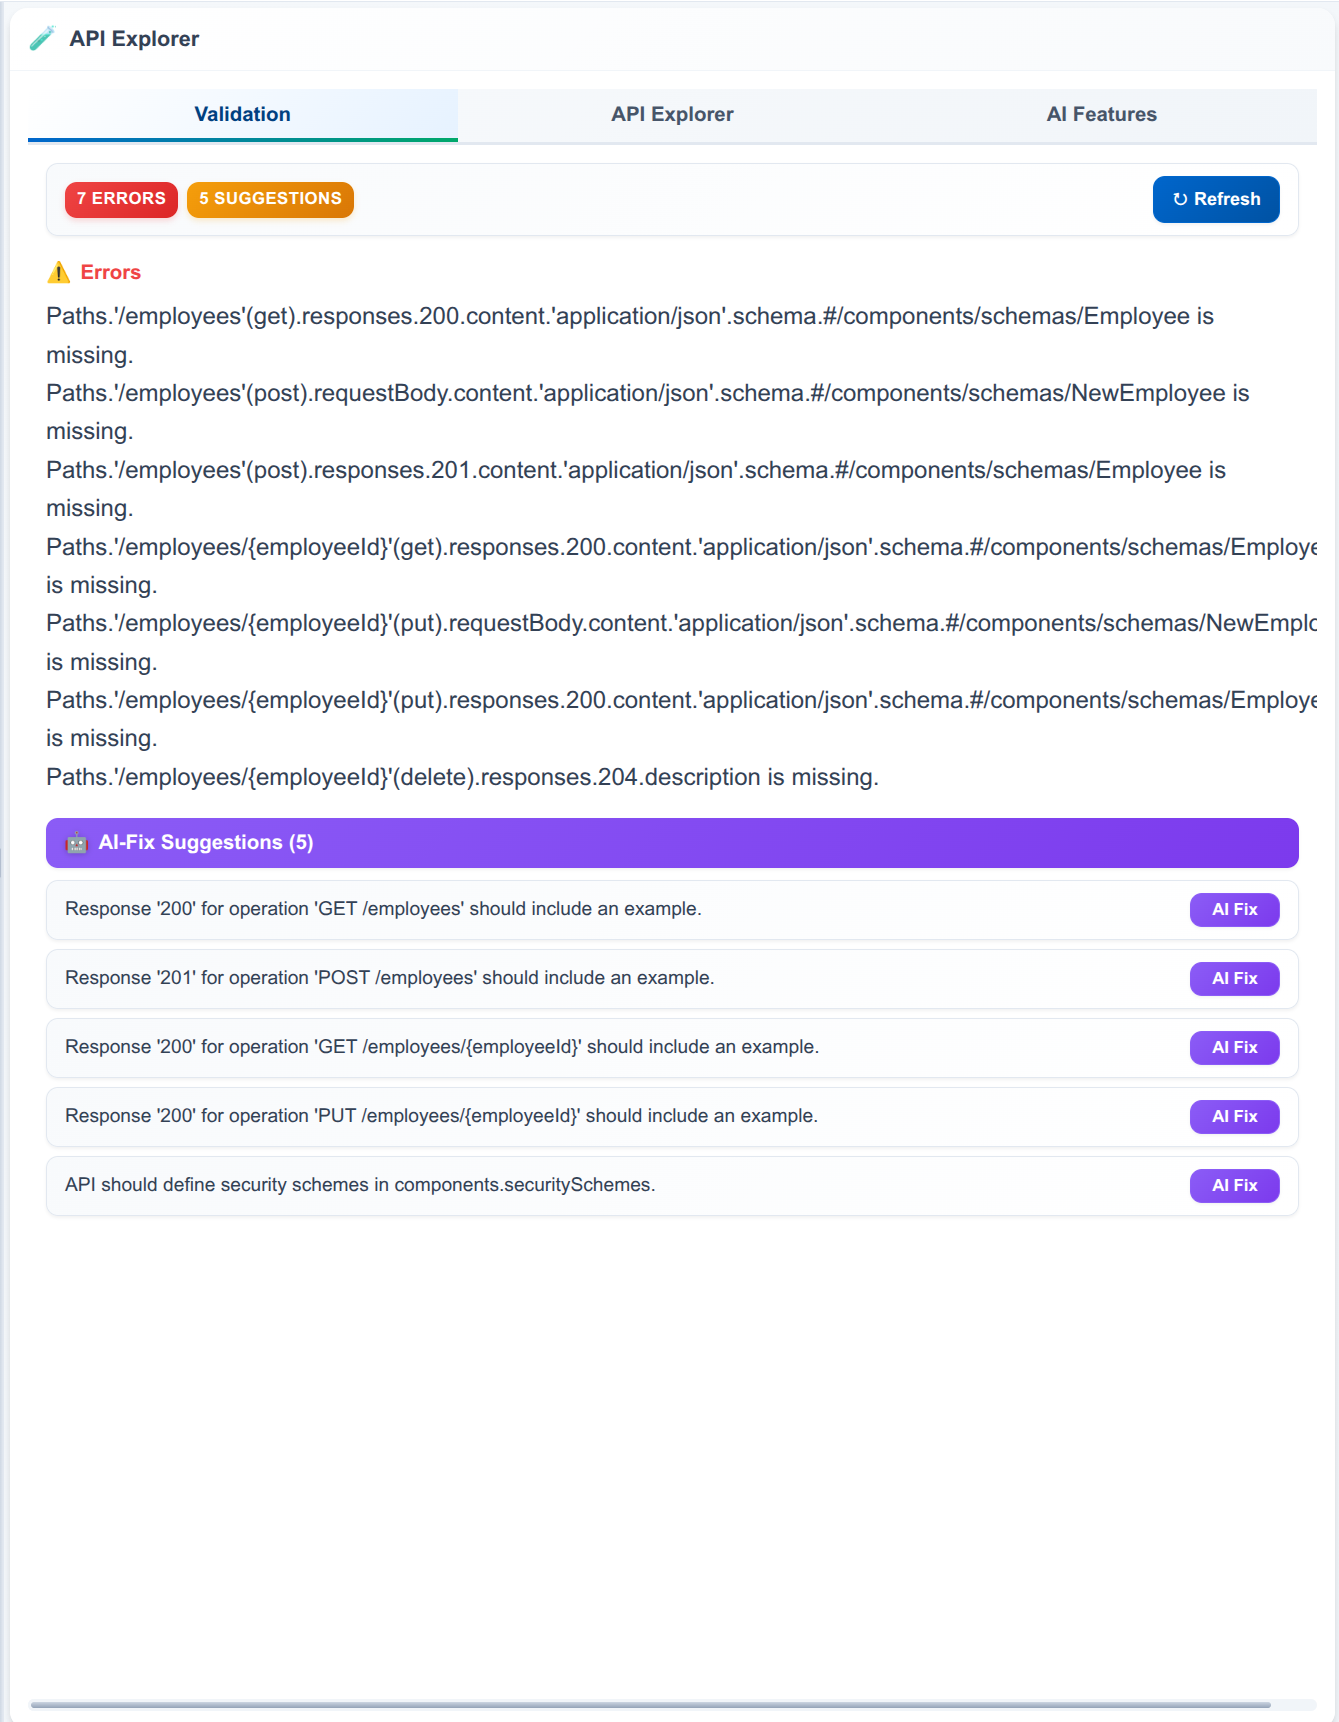 API Explorer
Validation
API Explorer
AI Features
7 ERRORS
5 SUGGESTIONS
↻ Refresh
Errors
Paths.'/employees'(get).responses.200.content.'application/json'.schema.#/components/schemas/Employee is
missing.
Paths.'/employees'(post).requestBody.content.'application/json'.schema.#/components/schemas/NewEmployee is
missing.
Paths.'/employees'(post).responses.201.content.'application/json'.schema.#/components/schemas/Employee is
missing.
Paths.'/employees/{employeeId}'(get).responses.200.content.'application/json'.schema.#/components/schemas/Employe
is missing.
Paths.'/employees/{employeeId}'(put).requestBody.content.'application/json'.schema.#/components/schemas/NewEmplo
is missing.
Paths.'/employees/{employeeId}'(put).responses.200.content.'application/json'.schema.#/components/schemas/Employe
is missing.
Paths.'/employees/{employeeId}'(delete).responses.204.description is missing.
AI-Fix Suggestions (5)
Response '200' for operation 'GET /employees' should include an example.
AI Fix
Response '201' for operation 'POST /employees' should include an example.
AI Fix
Response '200' for operation 'GET /employees/{employeeId}' should include an example.
AI Fix
Response '200' for operation 'PUT /employees/{employeeId}' should include an example.
AI Fix
API should define security schemes in components.securitySchemes.
AI Fix